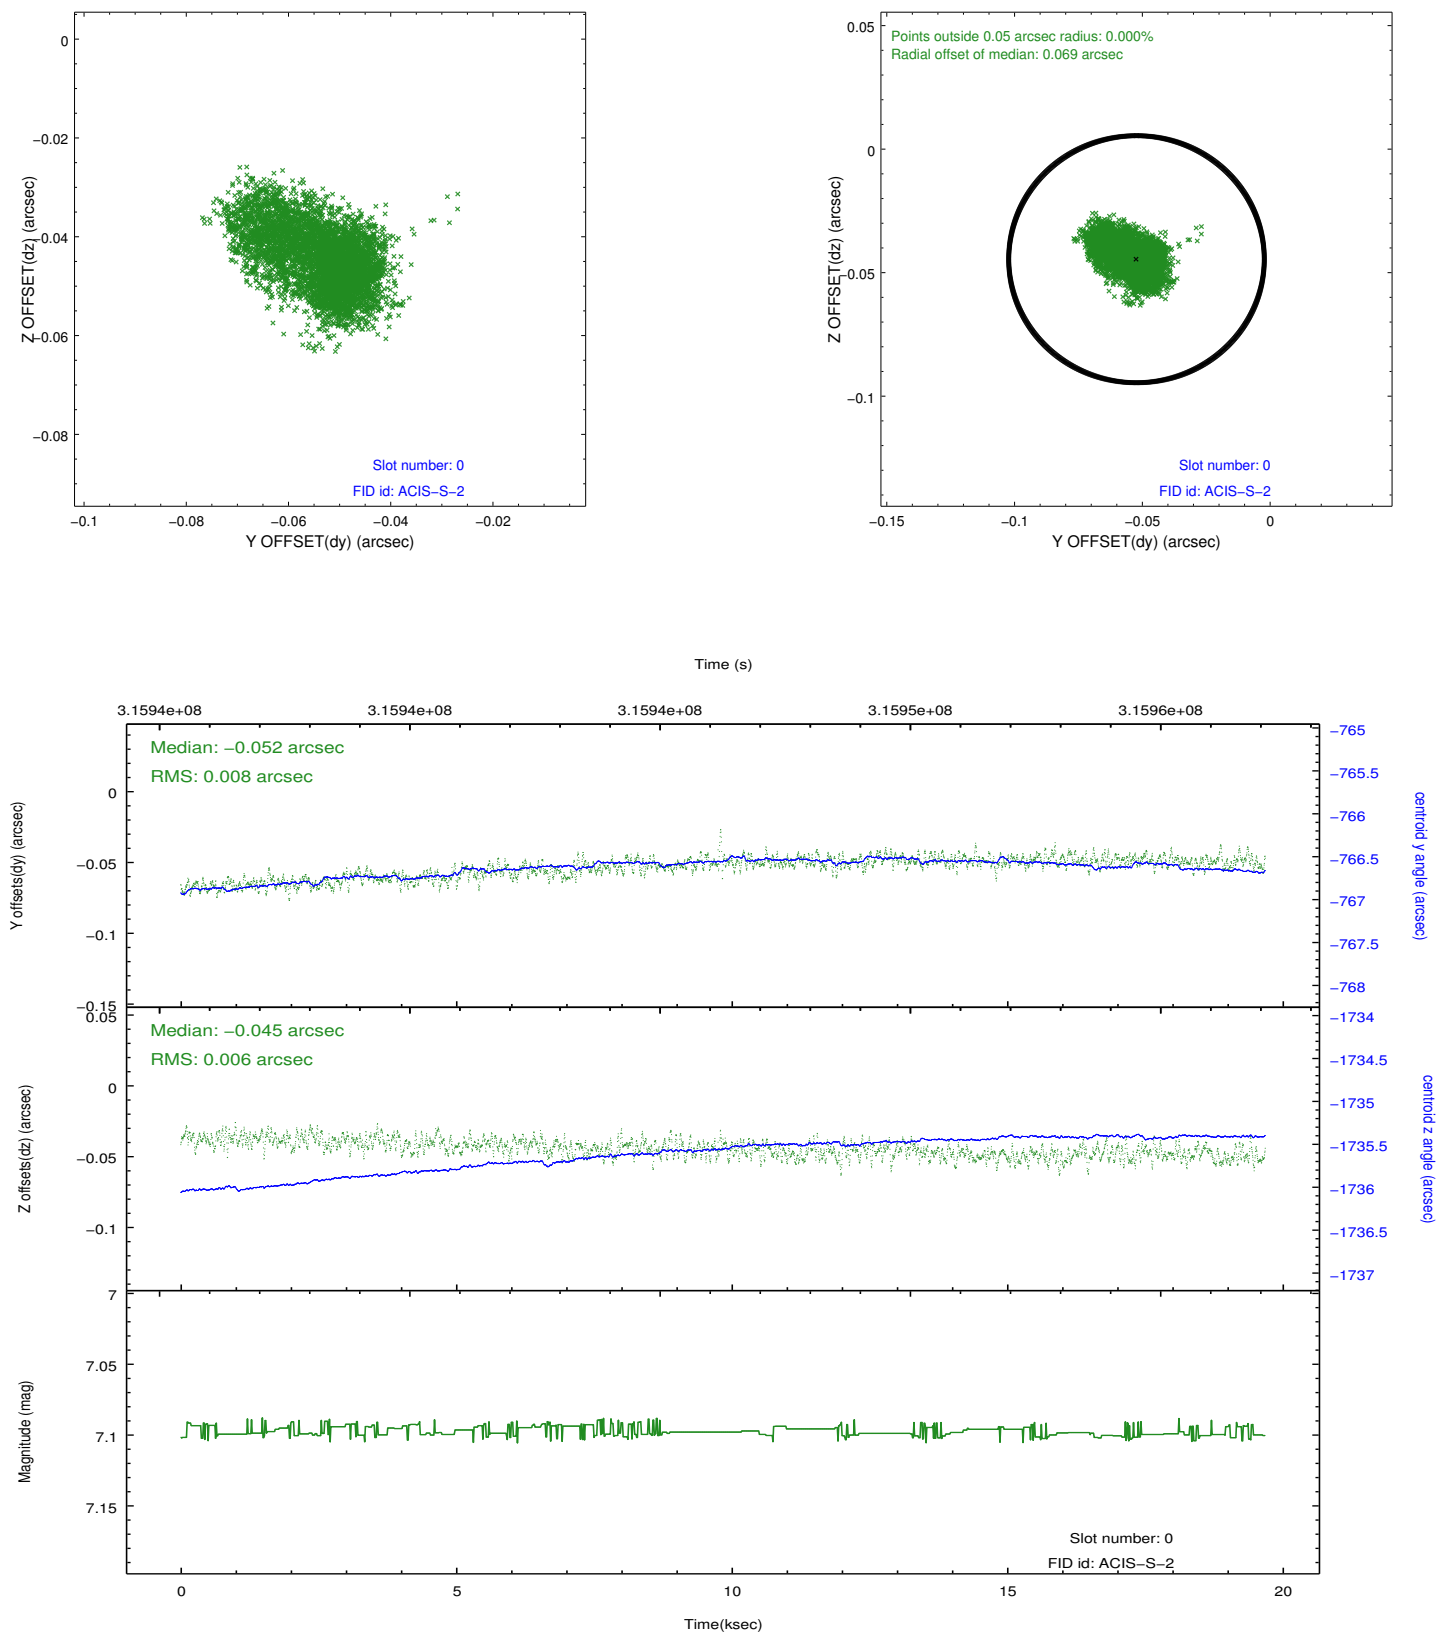 0
−0.02
−0.04
−0.06
−0.08
Z OFFSET(dz) (arcsec)
Slot number: 0
FID id: ACIS−S−2
−0.1
−0.08
−0.06
−0.04
−0.02
Y OFFSET(dy) (arcsec)
Points outside 0.05 arcsec radius: 0.000%
Radial offset of median: 0.069 arcsec
0.05
0
−0.05
−0.1
Z OFFSET(dz) (arcsec)
Slot number: 0
FID id: ACIS−S−2
−0.15
−0.1
−0.05
0
Y OFFSET(dy) (arcsec)
Time (s)
3.1594e+08
3.1594e+08
3.1594e+08
3.1595e+08
3.1596e+08
Median: −0.052 arcsec
RMS: 0.008 arcsec
0
−0.05
−0.1
−0.15
Y offsets(dy) (arcsec)
−765
−765.5
−766
−766.5
−767
−767.5
−768
centroid y angle (arcsec)
Median: −0.045 arcsec
RMS: 0.006 arcsec
0.05
0
−0.05
−0.1
Z offsets(dz) (arcsec)
−1734
−1734.5
−1735
−1735.5
−1736
−1736.5
−1737
centroid z angle (arcsec)
7
7.05
7.1
7.15
Magnitude (mag)
Slot number: 0
FID id: ACIS−S−2
0
5
10
15
20
Time(ksec)